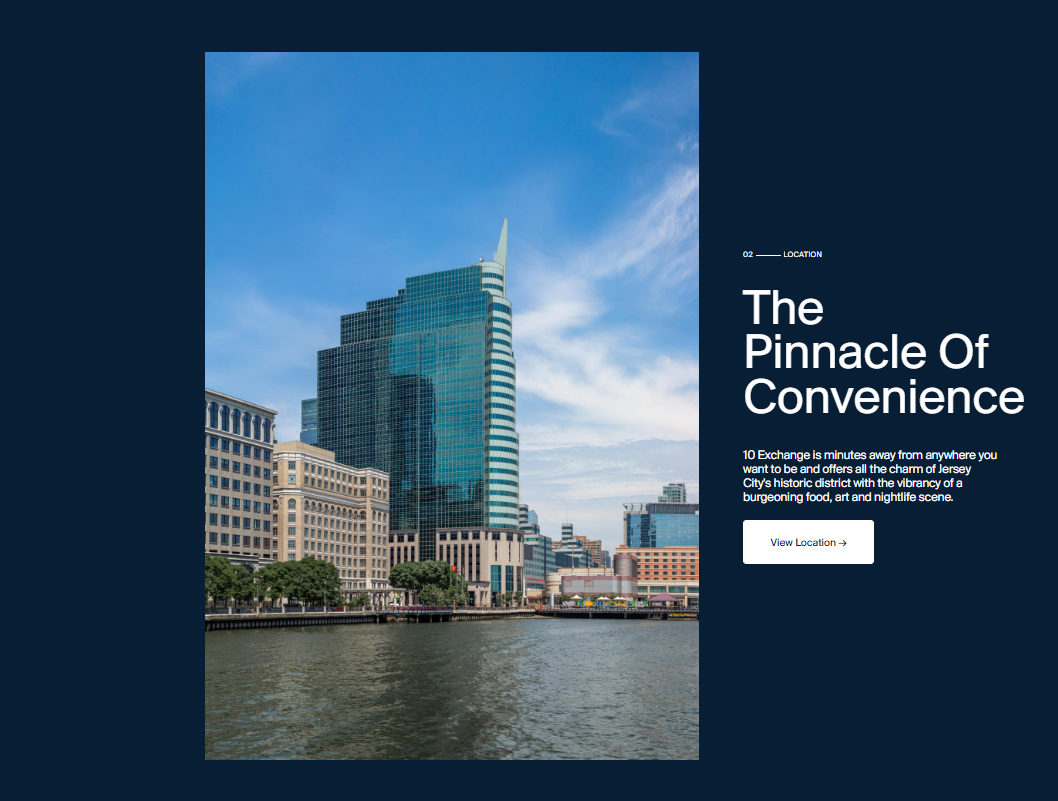 02 —— LOCATION
The
Pinnacle Of
Convenience
10 Exchange is minutes away from anywhere you
want to be and offers all the charm of Jersey
City's historic district with the vibrancy of a
burgeoning food, art and nightlife scene.
View Location →